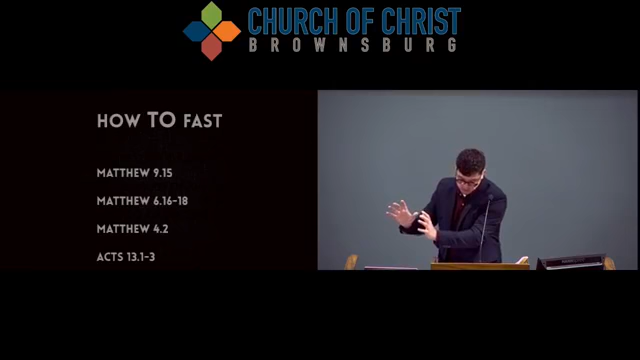 CHURCH OF CHRIST
BROWNSBURG
HOW TO FAST
MATTHEW 9.15
MATTHEW 6.16-18
MATTHEW 4.2
ACTS 13.1-3